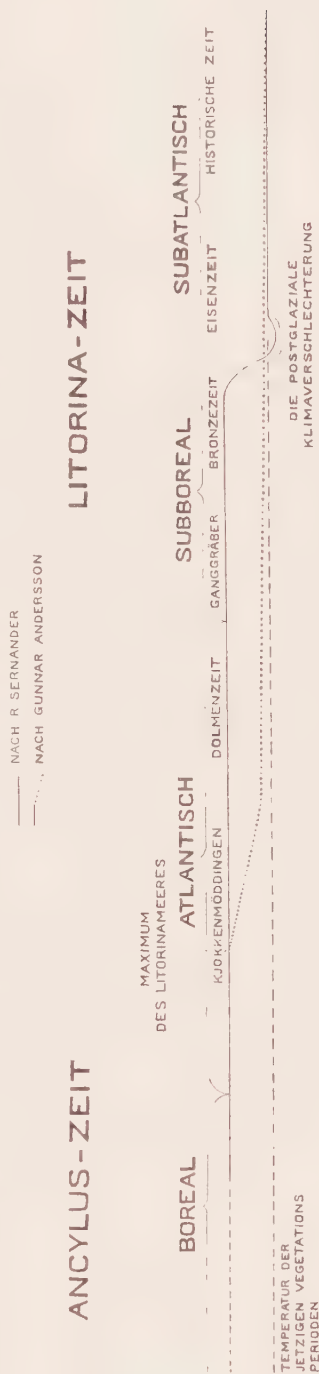 NACH R SERNANDER
NACH GUNNAR ANDERSSON
ANCYLUS-ZEIT
LITORINA-ZEIT
MAXIMUM
DES LITORINAMEERES
BOREAL
ATLANTISCH
SUBBOREAL
SUBATLANTISCH
KJOKKENMÖDDINGEN
DOLMENZEIT
GANGGRÄBER
BRONZEZEIT
EISENZEIT
HISTORISCHE ZEIT
TEMPERATUR DER
JETZIGEN VEGETATIONS
PERIODEN
DIE POSTGLAZIALE
KLIMAVERSCHLECHTERUNG